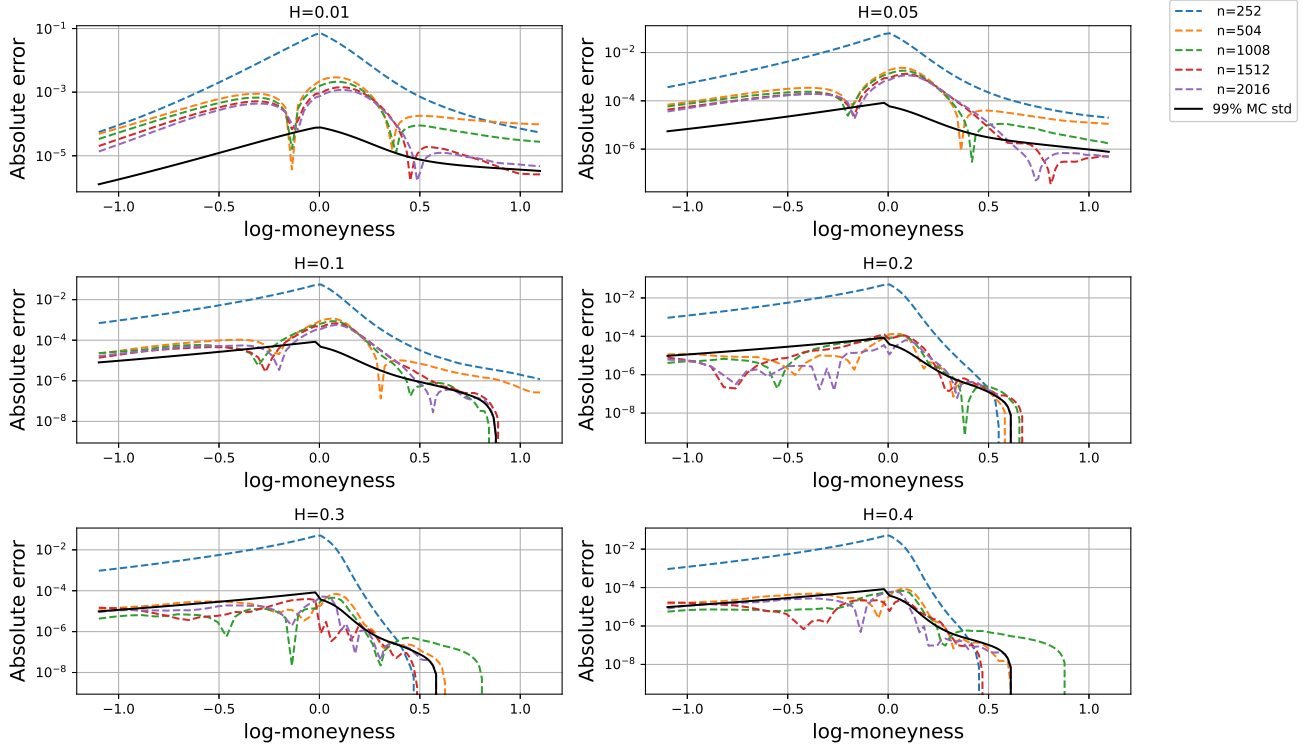 H=0.01
H=0.05
Absolute error
10⁻¹
10⁻³
10⁻⁵
−1.0
−0.5
0.0
0.5
1.0
log-moneyness
Absolute error
10⁻²
10⁻⁴
10⁻⁶
−1.0
−0.5
0.0
0.5
1.0
log-moneyness
n=252
n=504
n=1008
n=1512
n=2016
99% MC std
H=0.1
H=0.2
Absolute error
10⁻²
10⁻⁴
10⁻⁶
10⁻⁸
−1.0
−0.5
0.0
0.5
1.0
log-moneyness
Absolute error
10⁻²
10⁻⁴
10⁻⁶
10⁻⁸
−1.0
−0.5
0.0
0.5
1.0
log-moneyness
H=0.3
H=0.4
Absolute error
10⁻²
10⁻⁴
10⁻⁶
10⁻⁸
−1.0
−0.5
0.0
0.5
1.0
log-moneyness
Absolute error
10⁻²
10⁻⁴
10⁻⁶
10⁻⁸
−1.0
−0.5
0.0
0.5
1.0
log-moneyness